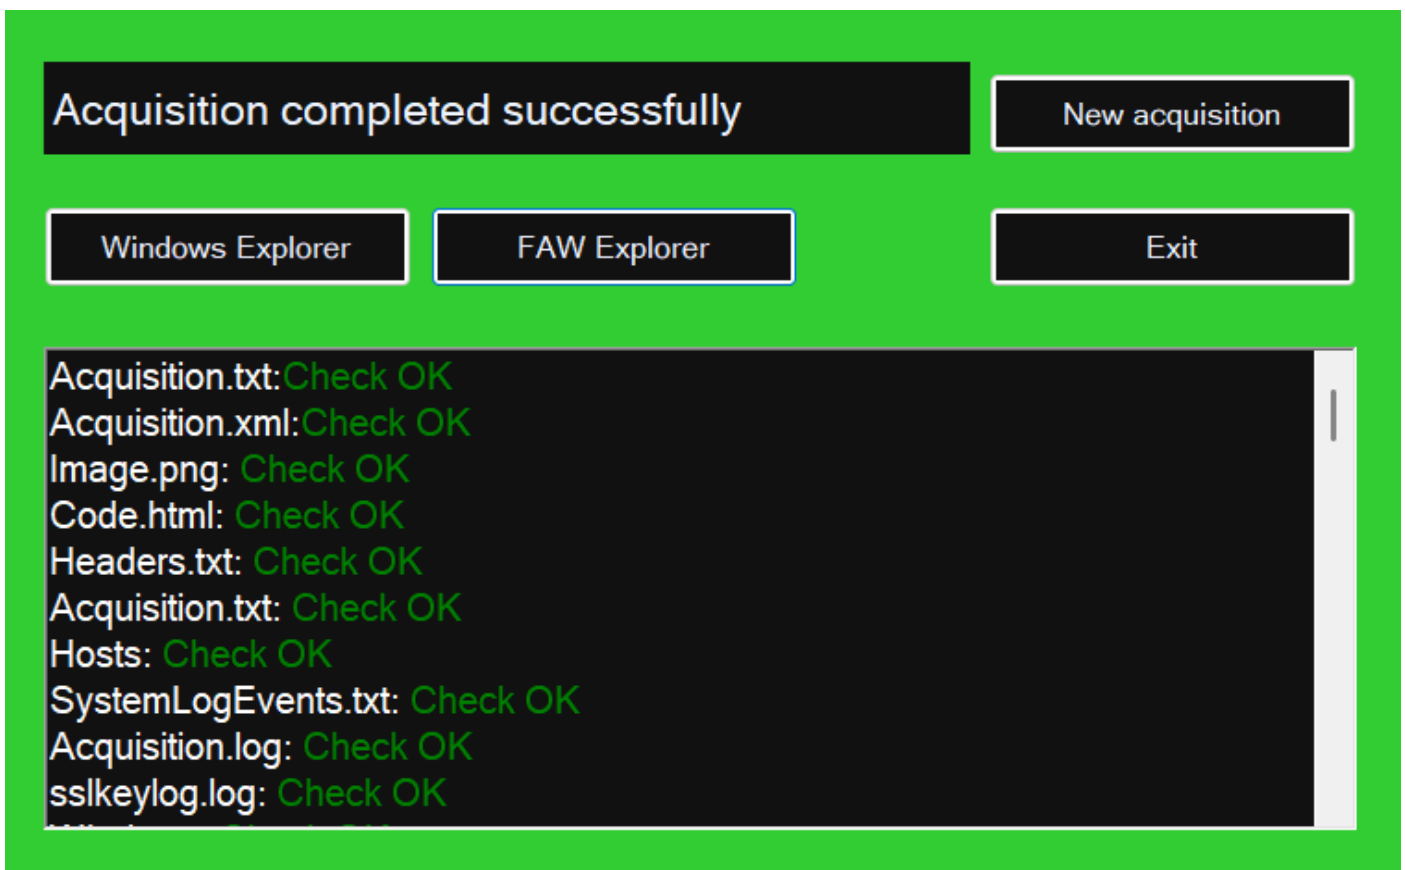 Acquisition completed successfully
New acquisition
Windows Explorer
FAW Explorer
Exit
Acquisition.txt:Check OK
Acquisition.xml:Check OK
Image.png: Check OK
Code.html: Check OK
Headers.txt: Check OK
Acquisition.txt: Check OK
Hosts: Check OK
SystemLogEvents.txt: Check OK
Acquisition.log: Check OK
sslkeylog.log: Check OK